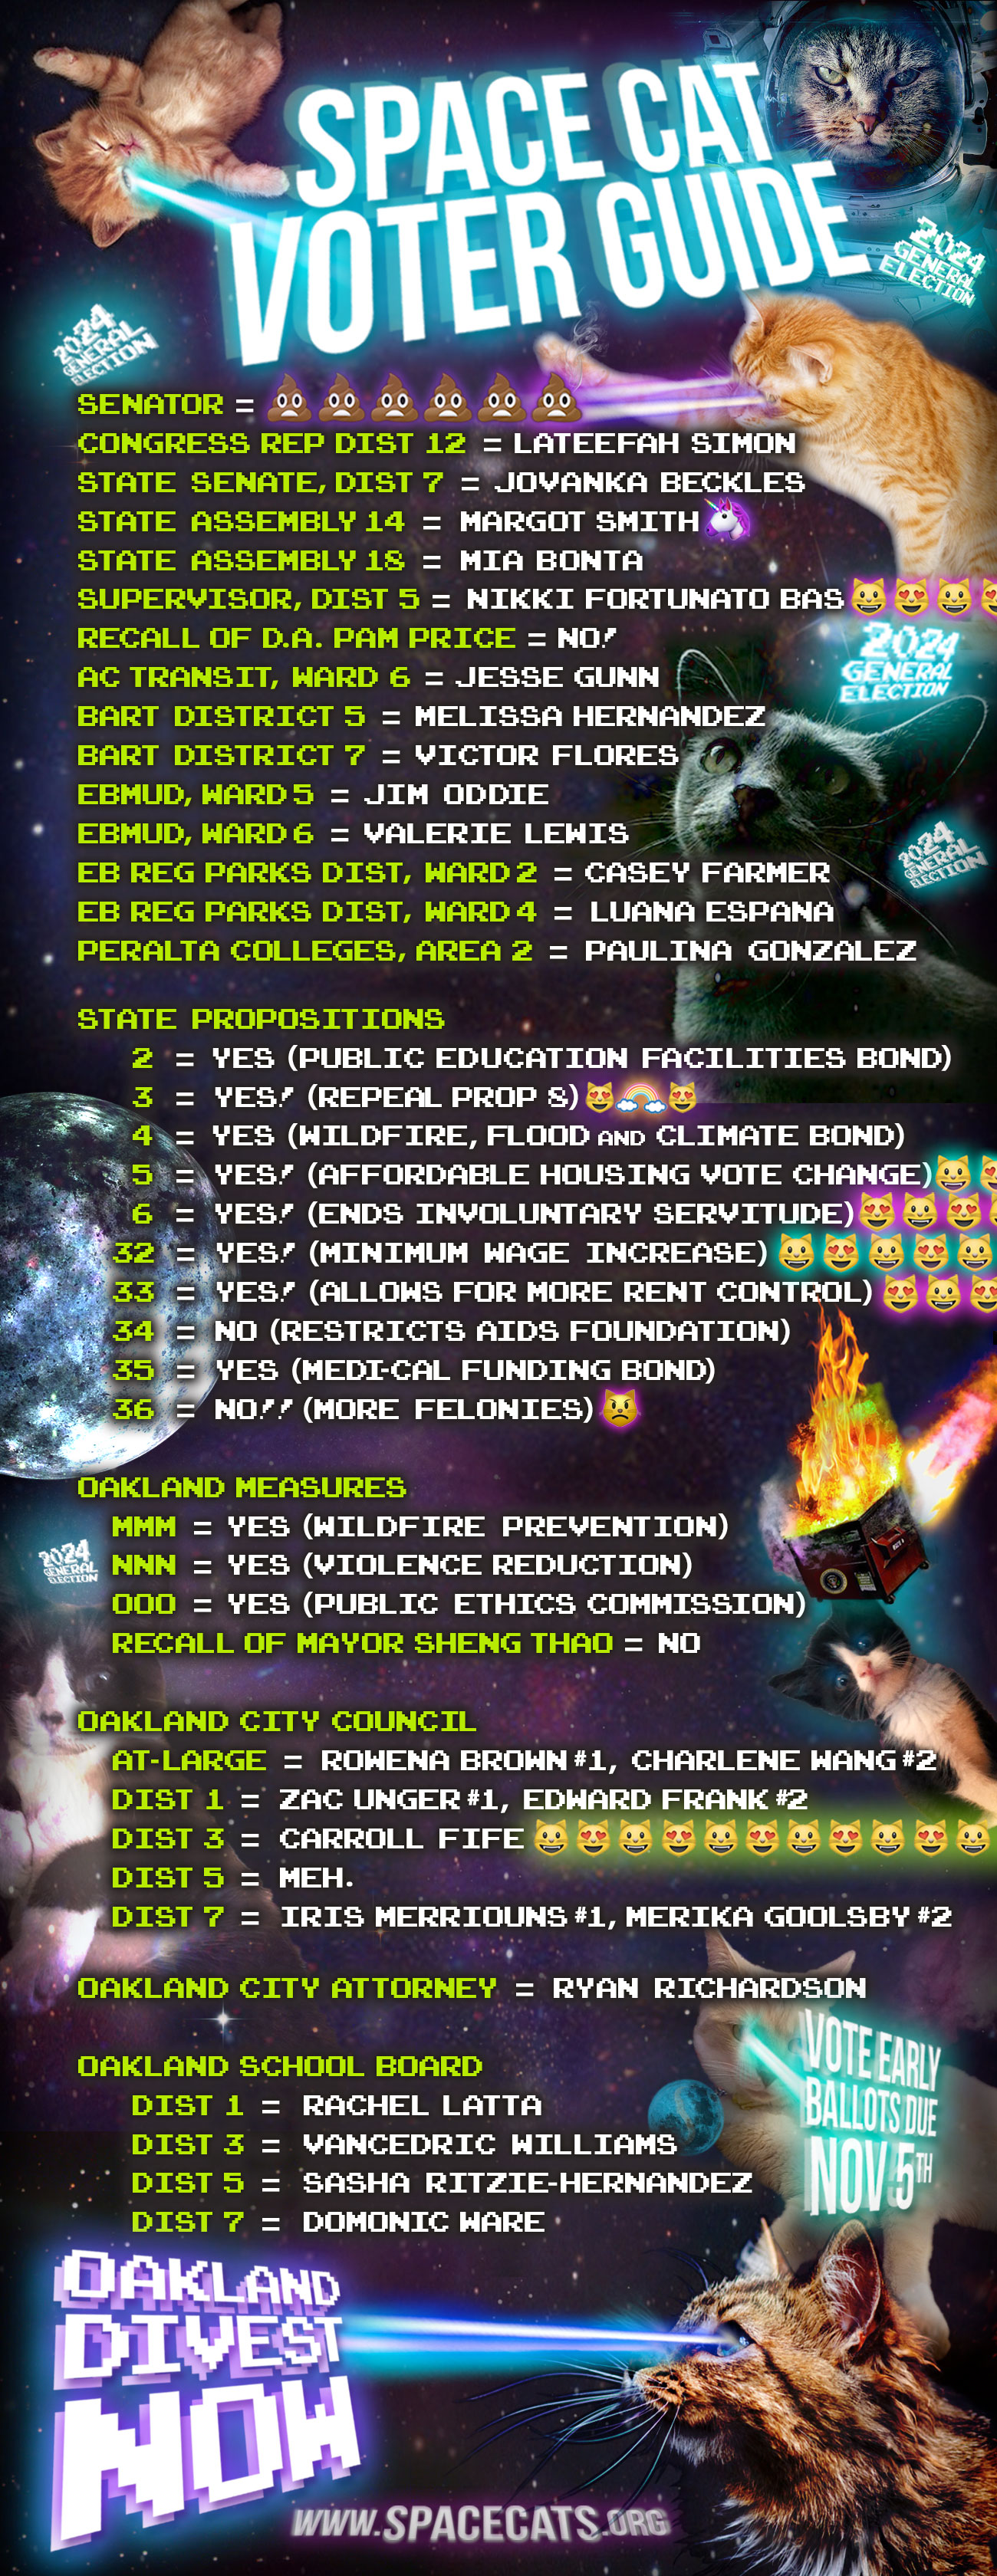 SPACE CAT
VOTER GUIDE
2024
GENERAL
ELECTION
2024
GENERAL
ELECTION
SENATOR = 💩💩💩💩💩💩
CONGRESS REP DIST 12 = LATEEFAH SIMON
STATE SENATE, DIST 7 = JOVANKA BECKLES
STATE ASSEMBLY 14 = MARGOT SMITH🦄
STATE ASSEMBLY 18 = MIA BONTA
SUPERVISOR, DIST 5 = NIKKI FORTUNATO BAS😺😻😺😻
RECALL OF D.A. PAM PRICE = NO!
2024
GENERAL
ELECTION
AC TRANSIT, WARD 6 = JESSE GUNN
BART DISTRICT 5 = MELISSA HERNANDEZ
BART DISTRICT 7 = VICTOR FLORES
EBMUD, WARD 5 = JIM ODDIE
EBMUD, WARD 6 = VALERIE LEWIS
2024
GENERAL
ELECTION
EB REG PARKS DIST, WARD 2 = CASEY FARMER
EB REG PARKS DIST, WARD 4 = LUANA ESPANA
PERALTA COLLEGES, AREA 2 = PAULINA GONZALEZ
STATE PROPOSITIONS
2 = YES (PUBLIC EDUCATION FACILITIES BOND)
3 = YES! (REPEAL PROP 8)😻🌈😻
4 = YES (WILDFIRE, FLOOD AND CLIMATE BOND)
5 = YES! (AFFORDABLE HOUSING VOTE CHANGE)😺😻
6 = YES! (ENDS INVOLUNTARY SERVITUDE)😻😺😻😻
32 = YES! (MINIMUM WAGE INCREASE) 😺😻😺😻😺
33 = YES! (ALLOWS FOR MORE RENT CONTROL)😻😺😻
34 = NO (RESTRICTS AIDS FOUNDATION)
35 = YES (MEDI-CAL FUNDING BOND)
36 = NO!! (MORE FELONIES)😾
OAKLAND MEASURES
MMM = YES (WILDFIRE PREVENTION)
2024
GENERAL
ELECTION
NNN = YES (VIOLENCE REDUCTION)
OOO = YES (PUBLIC ETHICS COMMISSION)
RECALL OF MAYOR SHENG THAO = NO
OAKLAND CITY COUNCIL
AT-LARGE = ROWENA BROWN #1, CHARLENE WANG #2
DIST 1 = ZAC UNGER #1, EDWARD FRANK #2
DIST 3 = CARROLL FIFE 😺😻😺😻😺😻😺😻😺😻😺
DIST 5 = MEH.
DIST 7 = IRIS MERRIOUNS #1, MERIKA GOOLSBY #2
OAKLAND CITY ATTORNEY = RYAN RICHARDSON
VOTE EARLY
BALLOTS DUE
NOV 5TH
OAKLAND SCHOOL BOARD
DIST 1 = RACHEL LATTA
DIST 3 = VANCEDRIC WILLIAMS
DIST 5 = SASHA RITZIE-HERNANDEZ
DIST 7 = DOMONIC WARE
OAKLAND
DIVEST
NOW
WWW.SPACECATS.ORG